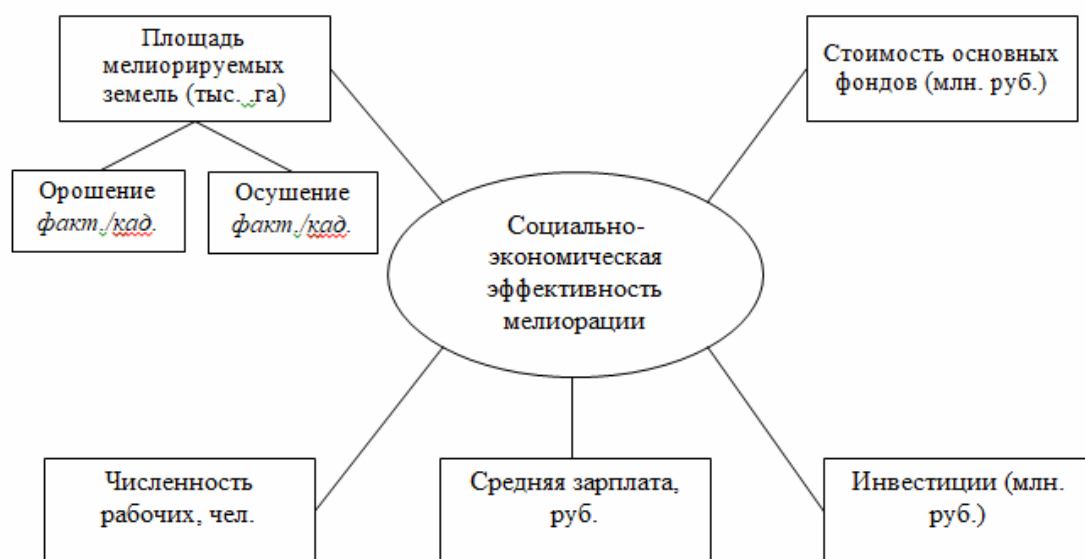 Площадь
мелиорируемых
земель (тыс. .га)
Стоимость основных
фондов (млн. руб.)
Орошение
факт./кад.
Осушение
факт./кад.
Социально-
экономическая
эффективность
мелиорации
Численность
рабочих, чел.
Средняя зарплата,
руб.
Инвестиции (млн.
руб.)